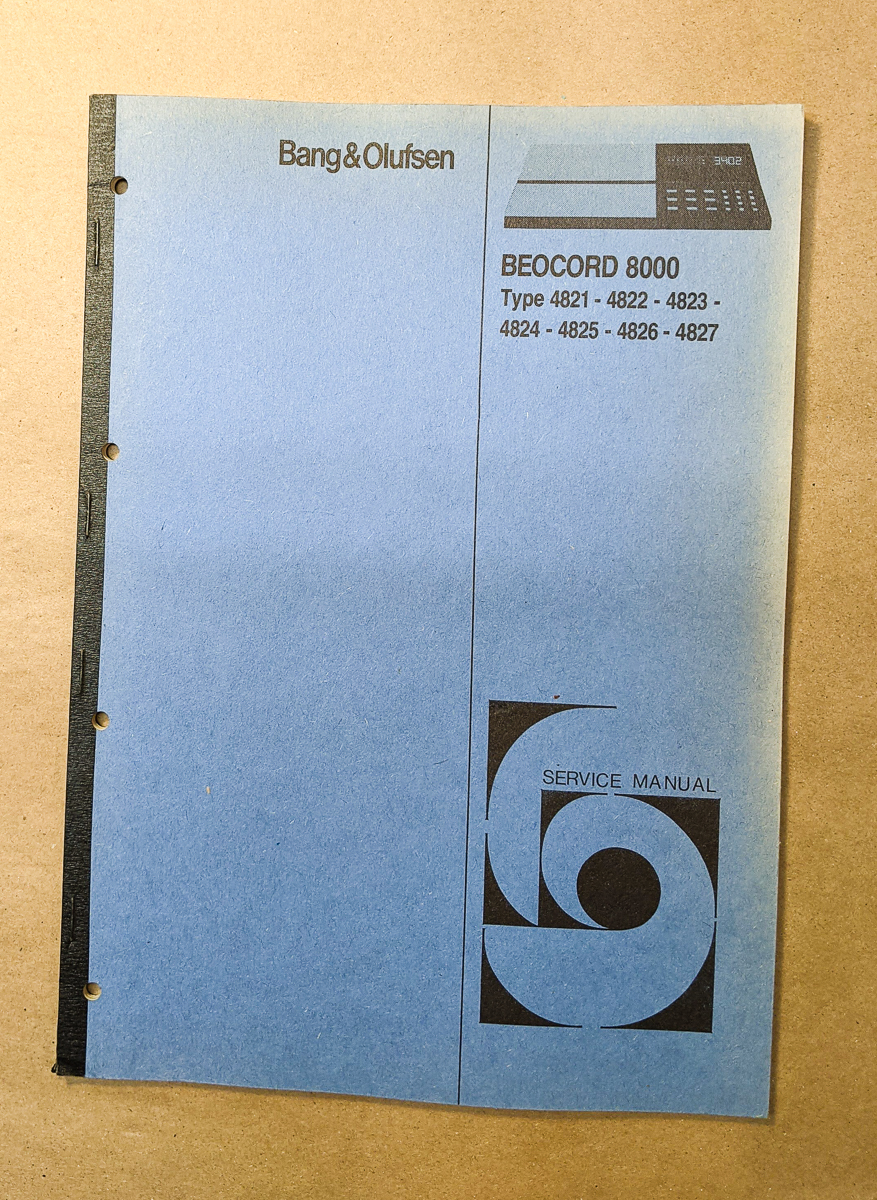 Bang&Olufsen
3402
BEOCORD 8000
Type 4821 - 4822 - 4823 -
4824 - 4825 - 4826 - 4827
SERVICE MANUAL